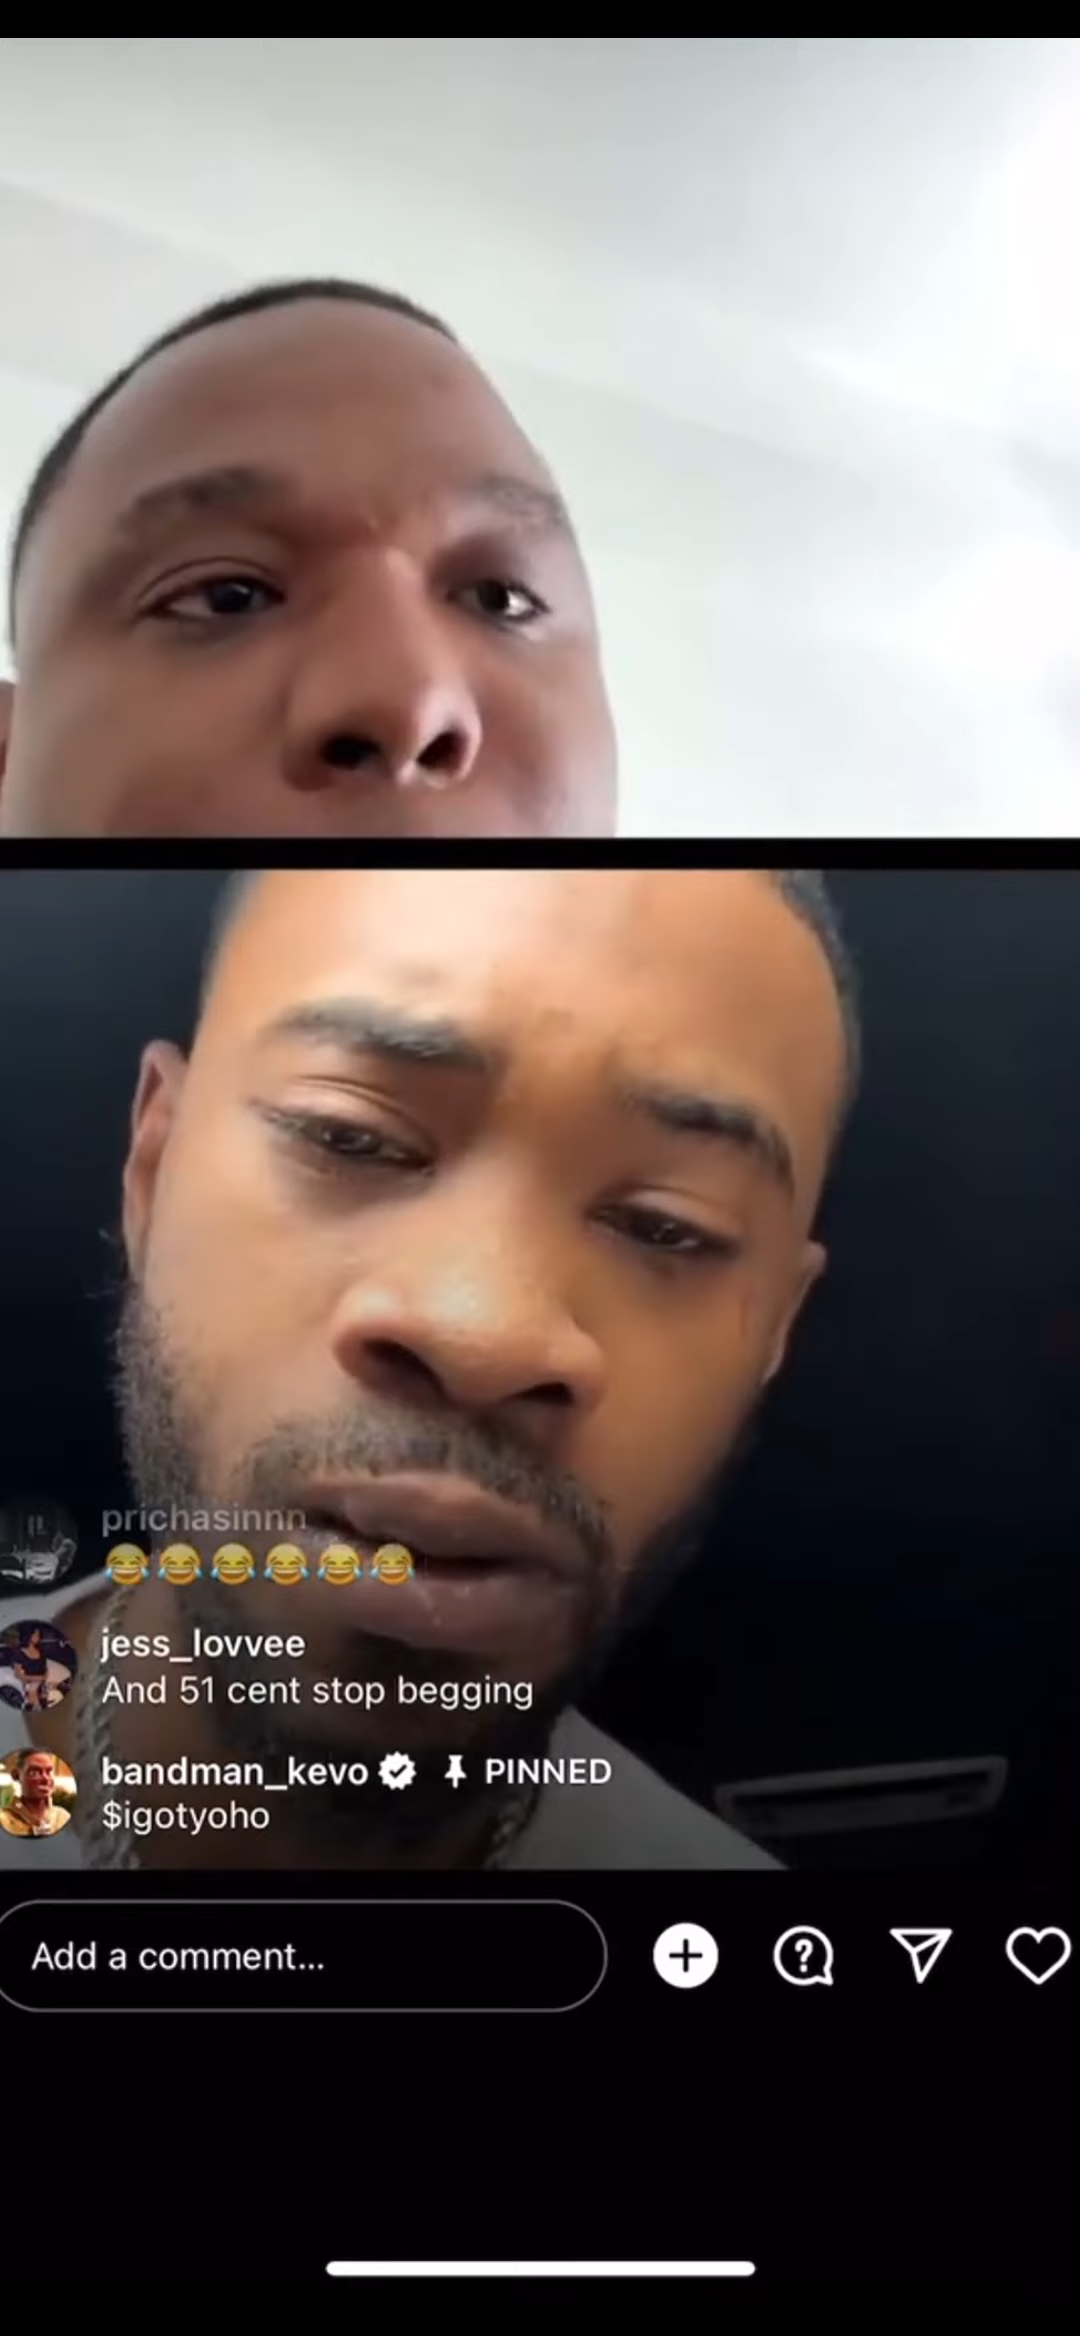 prichasinnn
😂😂😂😂😂😂
jess_lovvee
And 51 cent stop begging
bandman_kevo PINNED
$igotyoho
Add a comment...